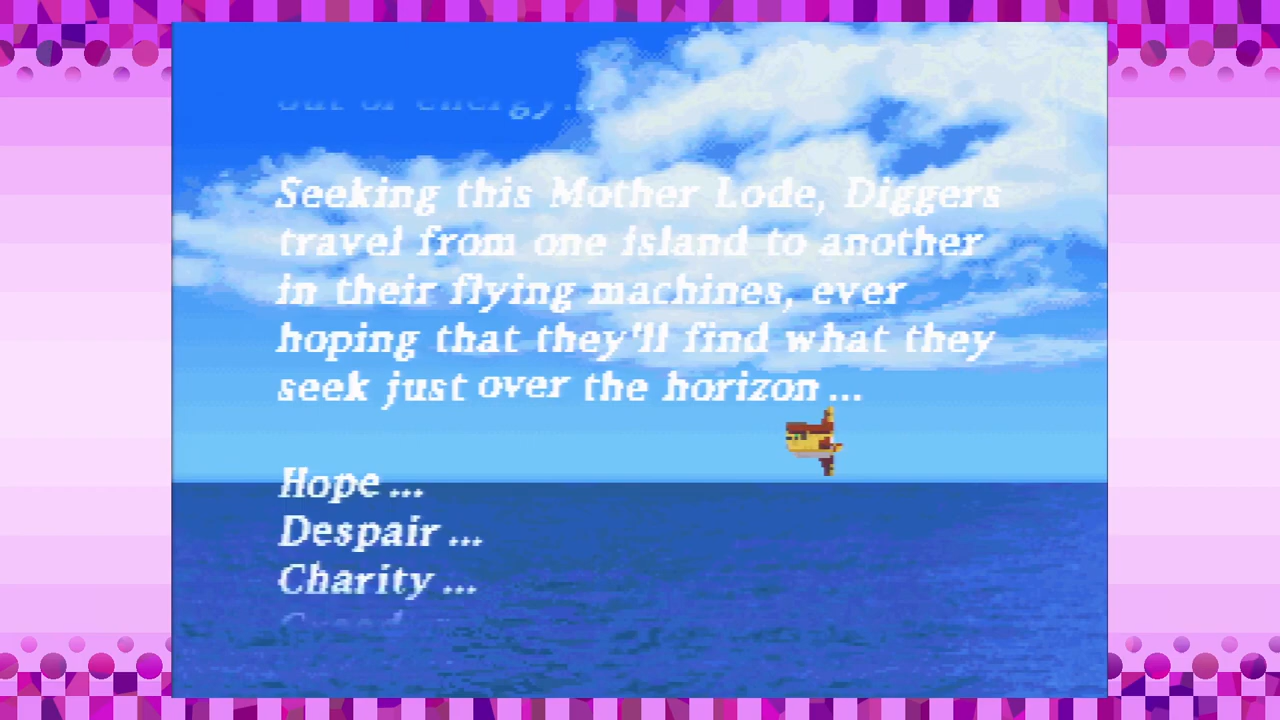 out of energy...
Seeking this Mother Lode, Diggers
travel from one island to another
in their flying machines, ever
hoping that they'll find what they
seek just over the horizon...
Hope...
Despair...
Charity...